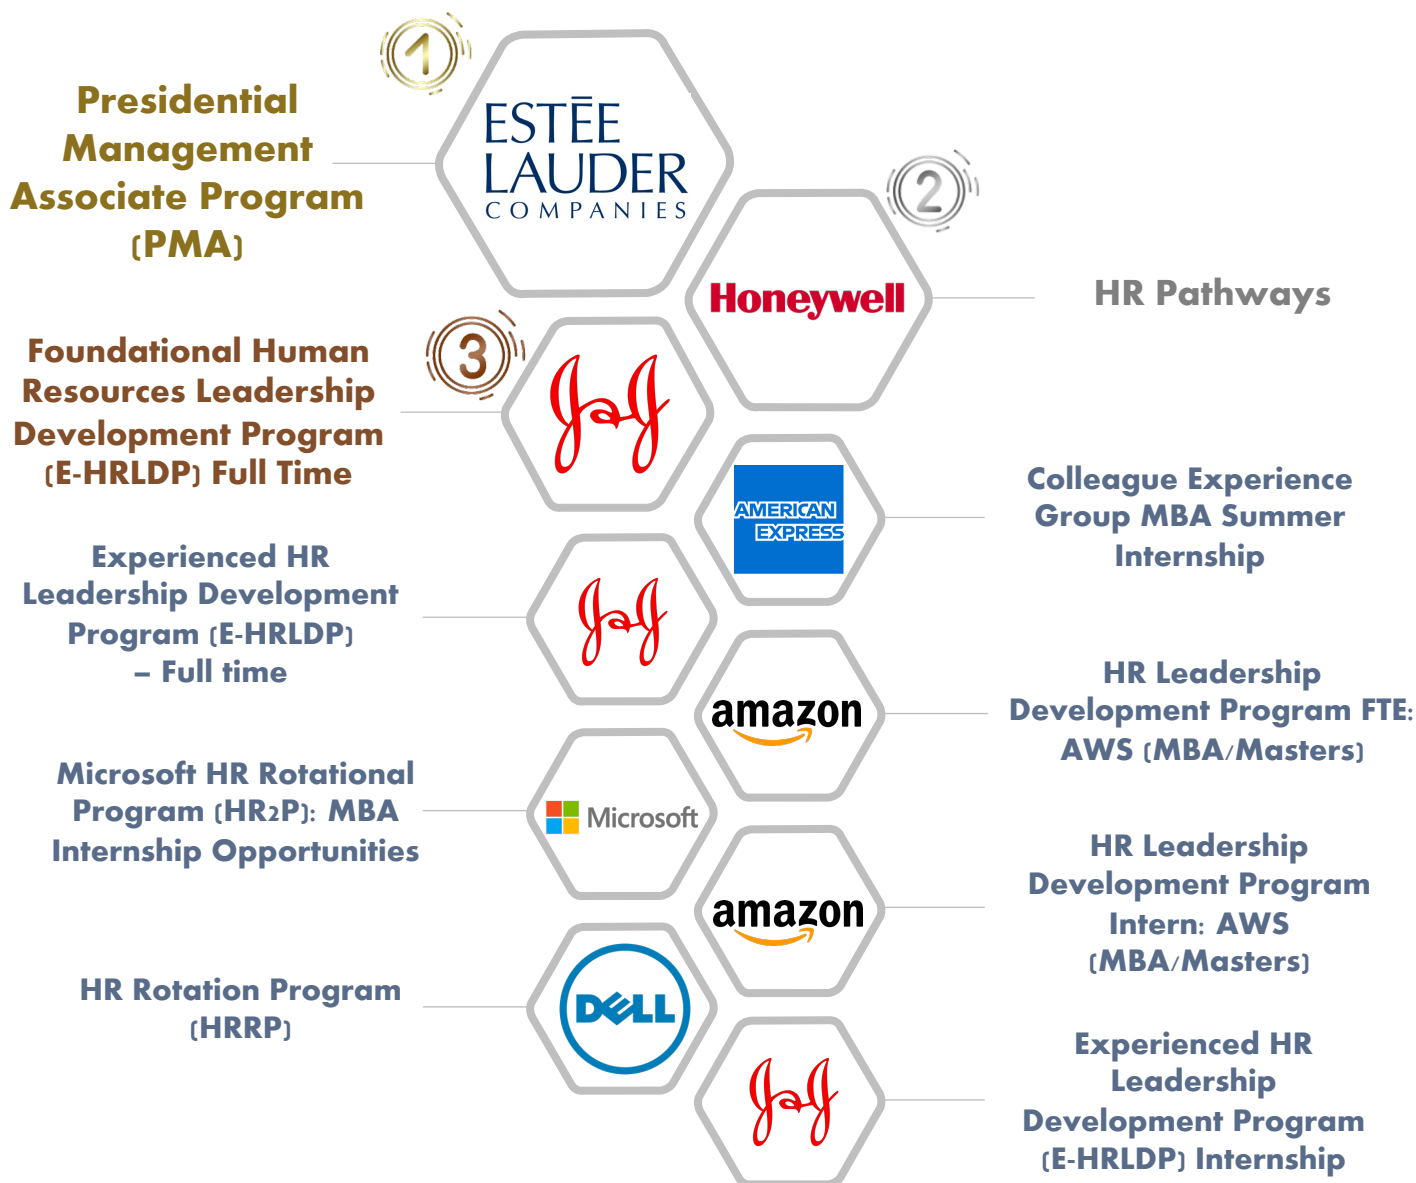 1
Presidential
Management
Associate Program
(PMA)
ESTĒE
LAUDER
COMPANIES
2
Honeywell
HR Pathways
3
Foundational Human
Resources Leadership
Development Program
(E-HRLDP) Full Time
J&J
AMERICAN
EXPRESS
Colleague Experience
Group MBA Summer
Internship
Experienced HR
Leadership Development
Program (E-HRLDP)
– Full time
J&J
amazon
HR Leadership
Development Program FTE:
AWS (MBA/Masters)
Microsoft HR Rotational
Program (HR2P): MBA
Internship Opportunities
Microsoft
amazon
HR Leadership
Development Program
Intern: AWS
(MBA/Masters)
HR Rotation Program
(HRRP)
DELL
J&J
Experienced HR
Leadership
Development Program
(E-HRLDP) Internship